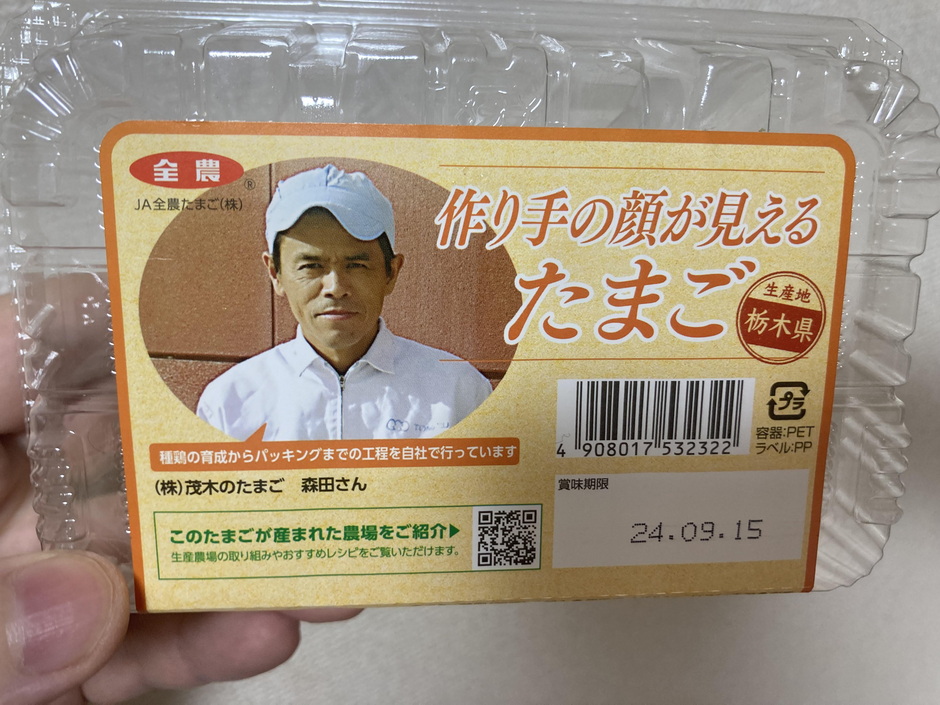 全農
®
JA全農たまご(株)
作り手の顔が見える
たまご
生産地
栃木県
4 908017 532322
プラ
容器:PET
ラベル:PP
種鶏の育成からパッキングまでの工程を自社で行っています
(株)茂木のたまご 森田さん
賞味期限
24.09.15
このたまごが産まれた農場をご紹介▶
生産農場の取り組みやおすすめレシピをご覧いただけます。